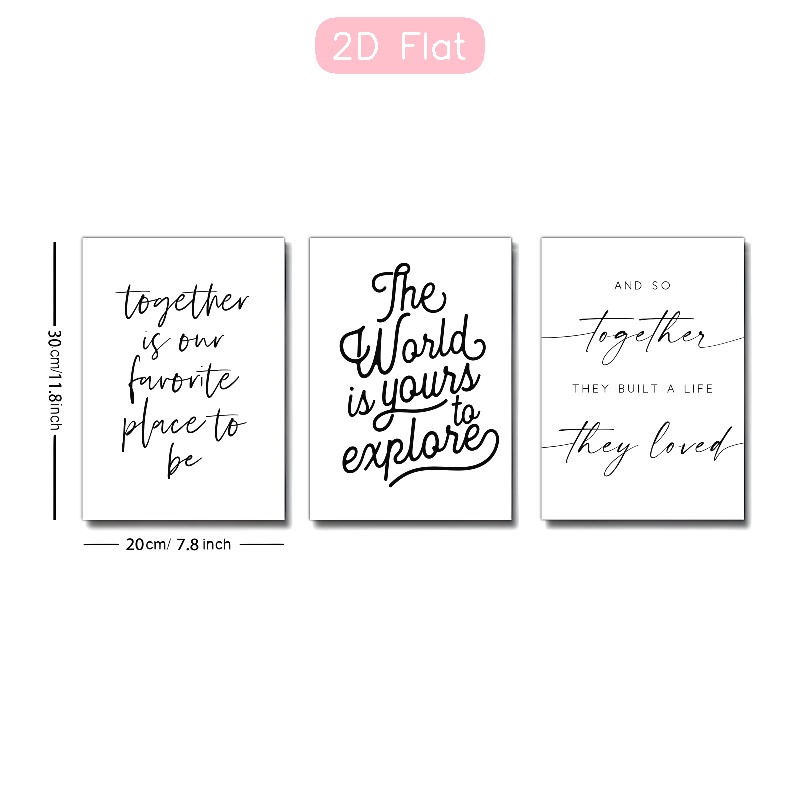 2D Flat
30cm/11.8inch
together
is our
favorite
place to
be
20cm/ 7.8 inch
The
World
is yours
to
explore
AND SO
together
THEY BUILT A LIFE
they loved